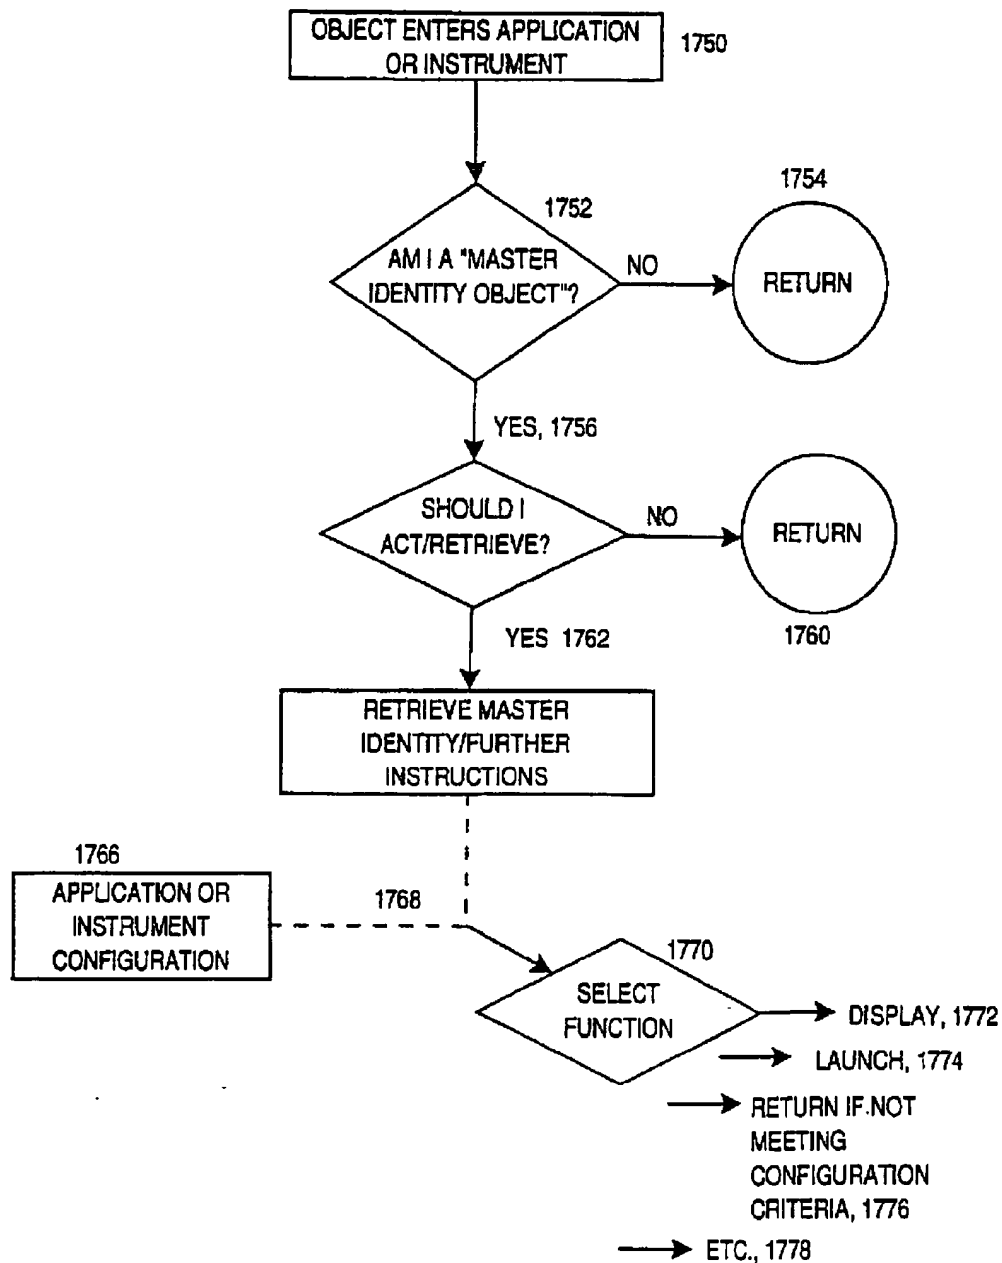 OBJECT ENTERS APPLICATION
OR INSTRUMENT
1750
1754
1752
AM I A "MASTER
IDENTITY OBJECT"?
NO
RETURN
YES, 1756
SHOULD I
ACT/RETRIEVE?
NO
RETURN
1760
YES 1762
RETRIEVE MASTER
IDENTITY/FURTHER
INSTRUCTIONS
1766
APPLICATION OR
INSTRUMENT
CONFIGURATION
1768
1770
SELECT
FUNCTION
DISPLAY, 1772
LAUNCH, 1774
RETURN IF NOT
MEETING
CONFIGURATION
CRITERIA, 1776
ETC., 1778